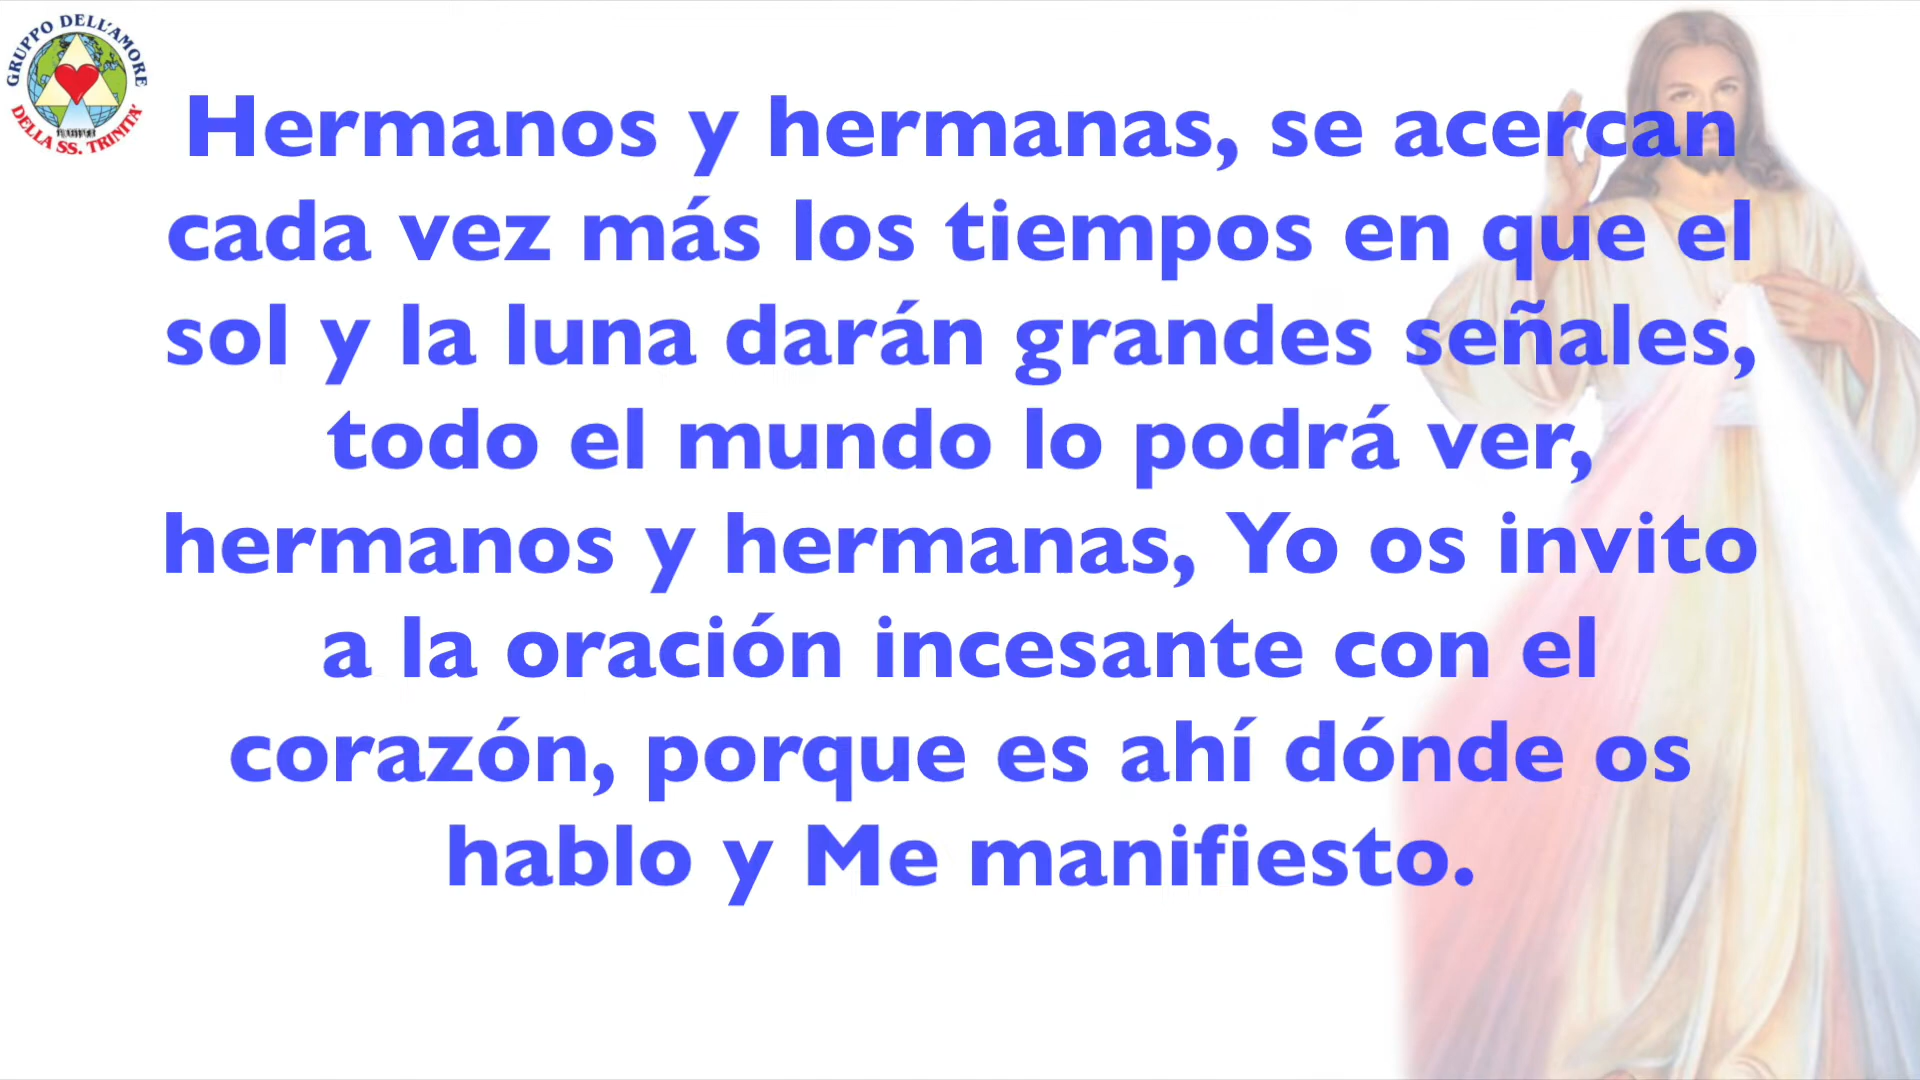 GRUPPO DELL'AMORE
DELLA SS. TRINITA'
Hermanos y hermanas, se acercan
cada vez más los tiempos en que el
sol y la luna darán grandes señales,
todo el mundo lo podrá ver,
hermanos y hermanas, Yo os invito
a la oración incesante con el
corazón, porque es ahí dónde os
hablo y Me manifiesto.